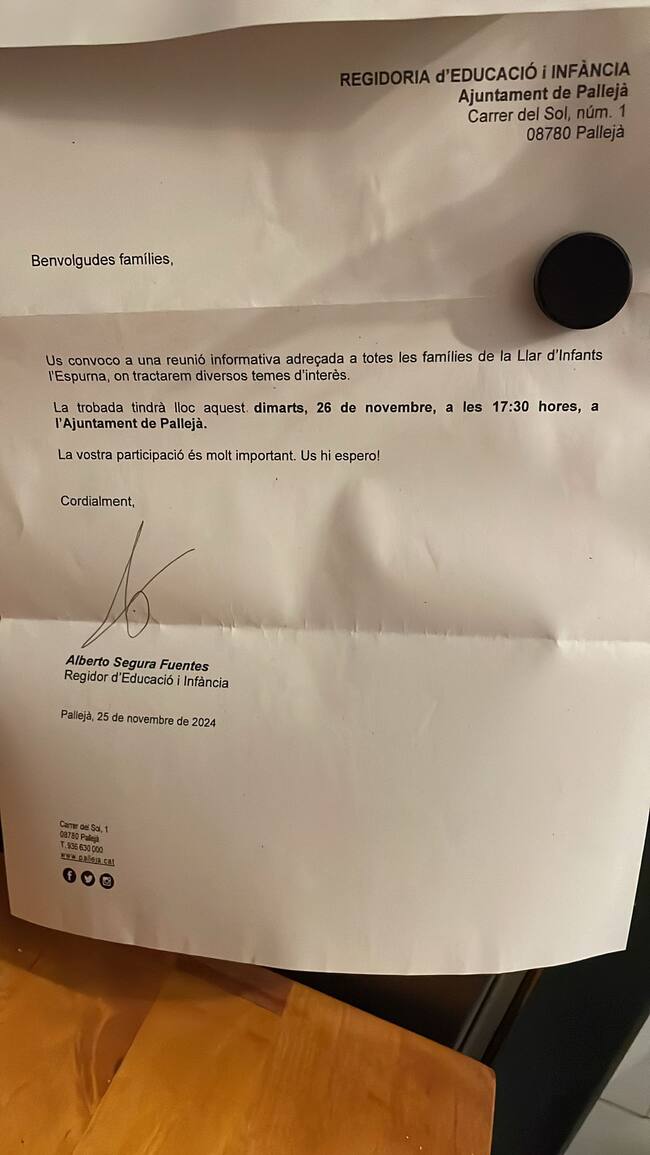 REGIDORIA d'EDUCACIÓ i INFÀNCIA
Ajuntament de Pallejà
Carrer del Sol, núm. 1
08780 Pallejà
Benvolgudes famílies,
Us convoco a una reunió informativa adreçada a totes les famílies de la Llar d'Infants
l'Espurna, on tractarem diversos temes d'interès.
La trobada tindrà lloc aquest dimarts, 26 de novembre, a les 17:30 hores, a
l'Ajuntament de Pallejà.
La vostra participació és molt important. Us hi espero!
Cordialment,
Alberto Segura Fuentes
Regidor d'Educació i Infància
Pallejà, 25 de novembre de 2024
Carrer del Sol, 1
08780 Pallejà
T. 936 630 000
www.palleja.cat